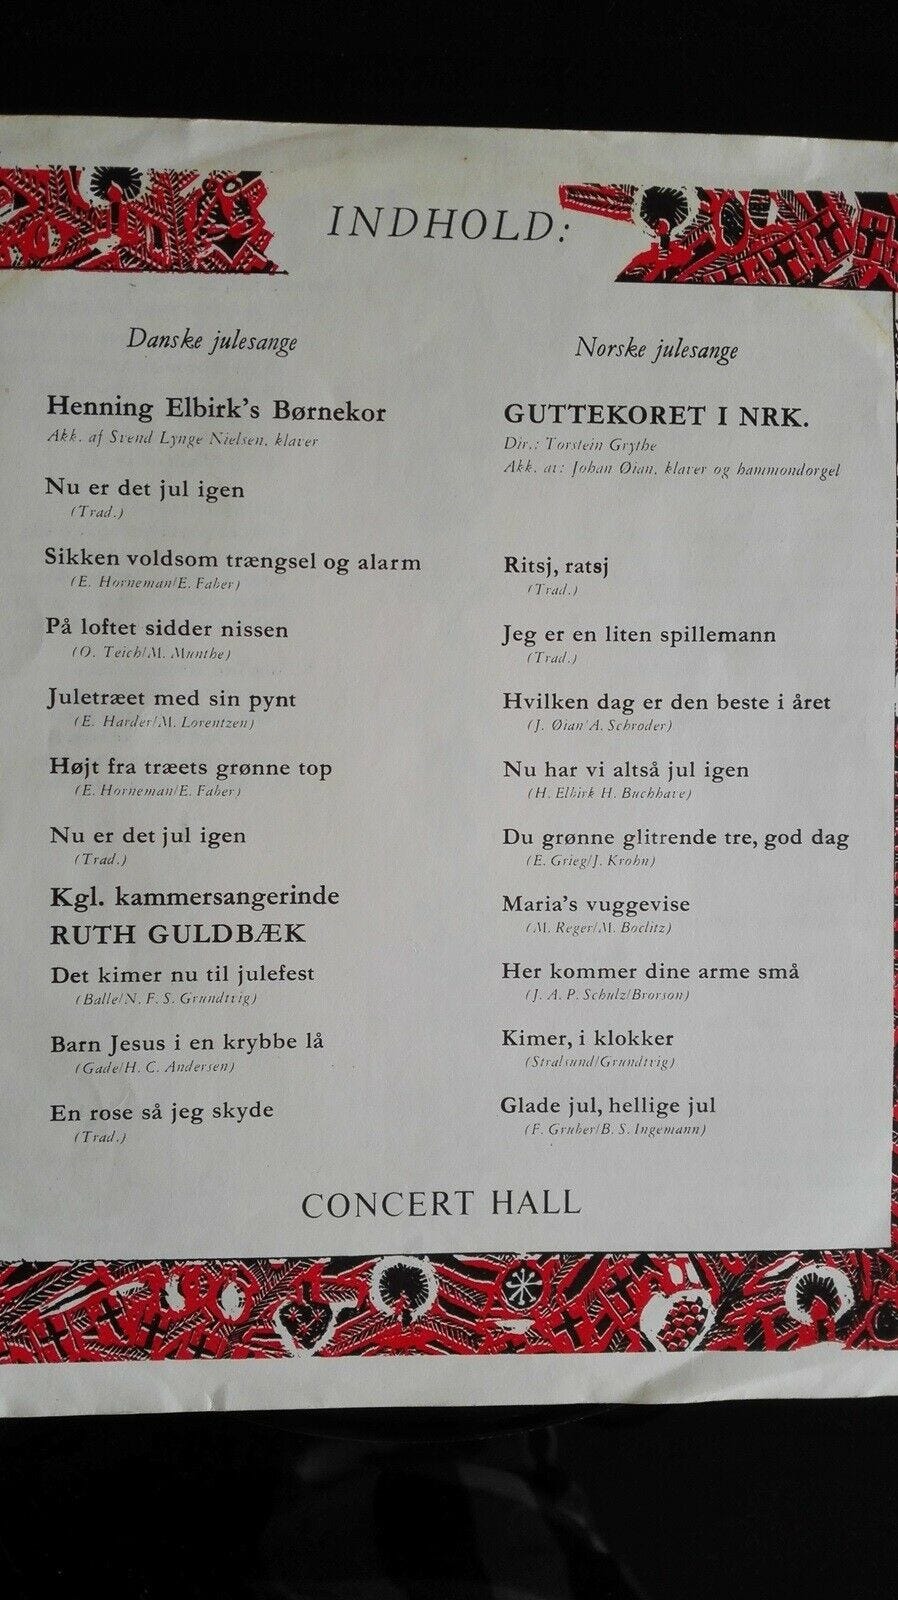 INDHOLD:
Danske julesange
Henning Elbirk's Børnekor
Akk. af Svend Lynge Nielsen, klaver
Nu er det jul igen
(Trad.)
Sikken voldsom trængsel og alarm
(E. Horneman/E. Faber)
På loftet sidder nissen
(O. Teich/M. Munthe)
Juletræet med sin pynt
(E. Harder/M. Lorentzen)
Højt fra træets grønne top
(E. Horneman/E. Faber)
Nu er det jul igen
(Trad.)
Kgl. kammersangerinde
RUTH GULDBÆK
Det kimer nu til julefest
(Balle/N. F. S. Grundtvig)
Barn Jesus i en krybbe lå
(Gade/H. C. Andersen)
En rose så jeg skyde
(Trad.)
Norske julesange
GUTTEKORET I NRK.
Dir.: Torstein Grythe
Akk. at: Johan Øian, klaver og hammondorgel
Ritsj, ratsj
(Trad.)
Jeg er en liten spillemann
(Trad.)
Hvilken dag er den beste i året
(J. Øian/A. Schroder)
Nu har vi altså jul igen
(H. Elbirk H. Buchhave)
Du grønne glitrende tre, god dag
(E. Grieg/J. Krohn)
Maria's vuggevise
(M. Reger/M. Boelitz)
Her kommer dine arme små
(J. A. P. Schulz/Brorson)
Kimer, i klokker
(Stralsund/Grundtvig)
Glade jul, hellige jul
(F. Gruber/B. S. Ingemann)
CONCERT HALL